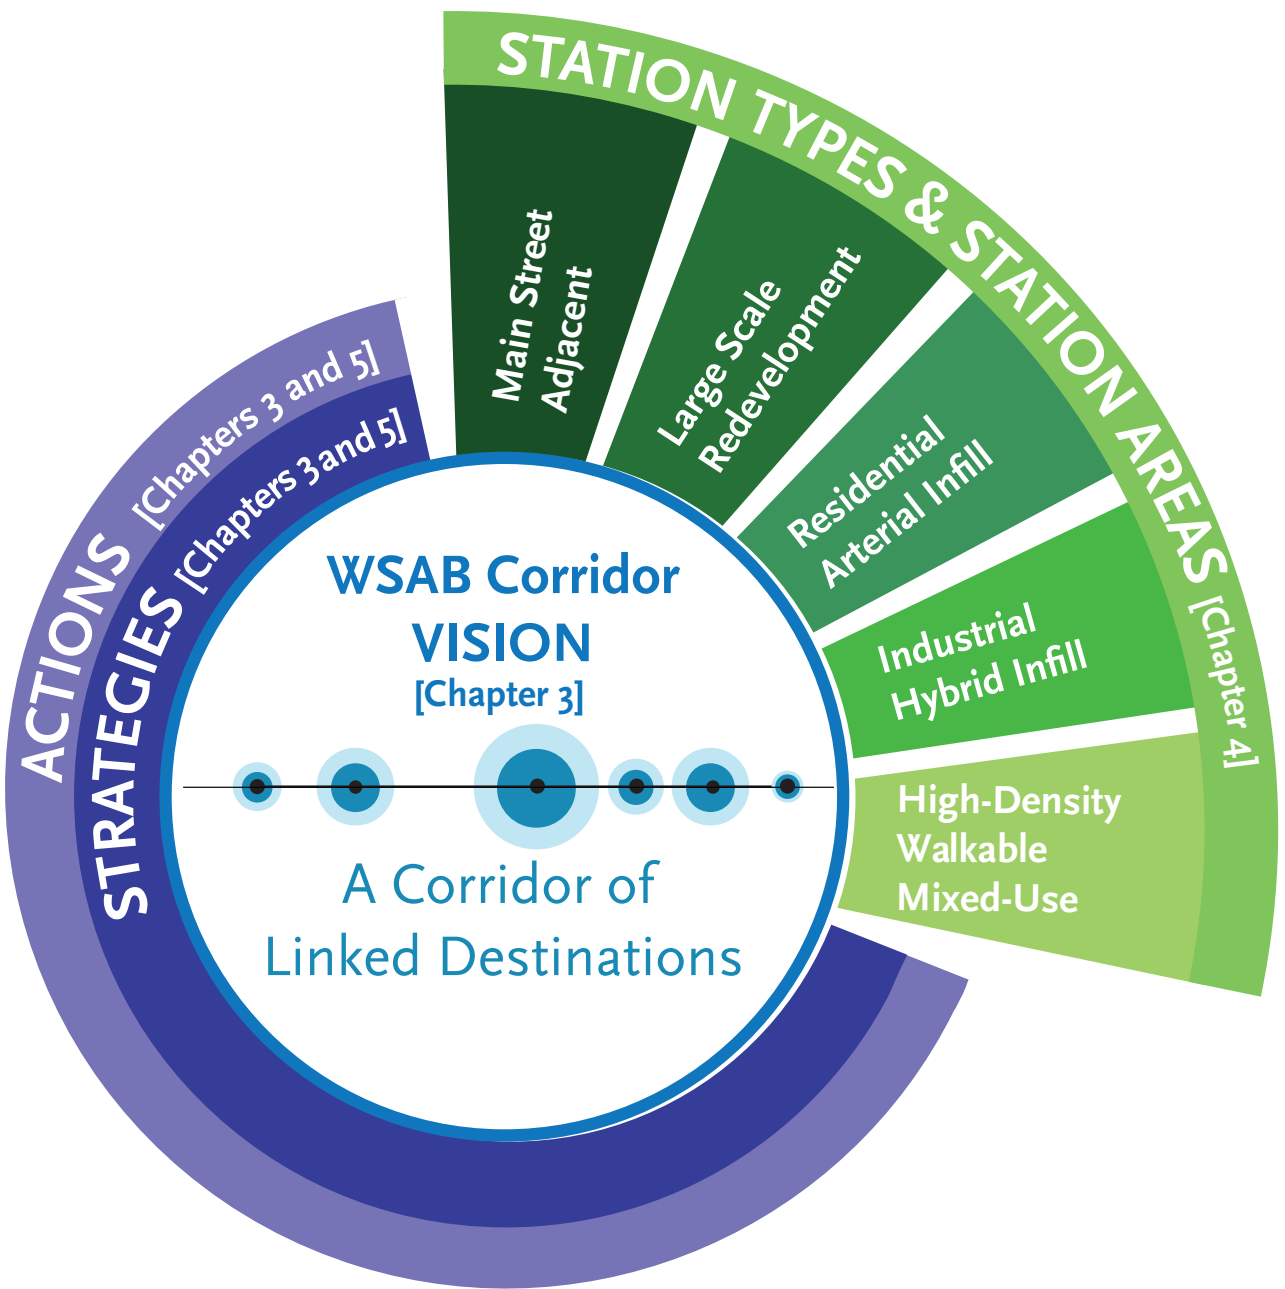 STATION TYPES & STATION AREAS [Chapter 4]
Main Street
Adjacent
Large Scale
Redevelopment
Residential
Arterial Infill
Industrial
Hybrid Infill
High-Density
Walkable
Mixed-Use
ACTIONS [Chapters 3 and 5]
STRATEGIES [Chapters 3 and 5]
WSAB Corridor
VISION
[Chapter 3]
A Corridor of
Linked Destinations